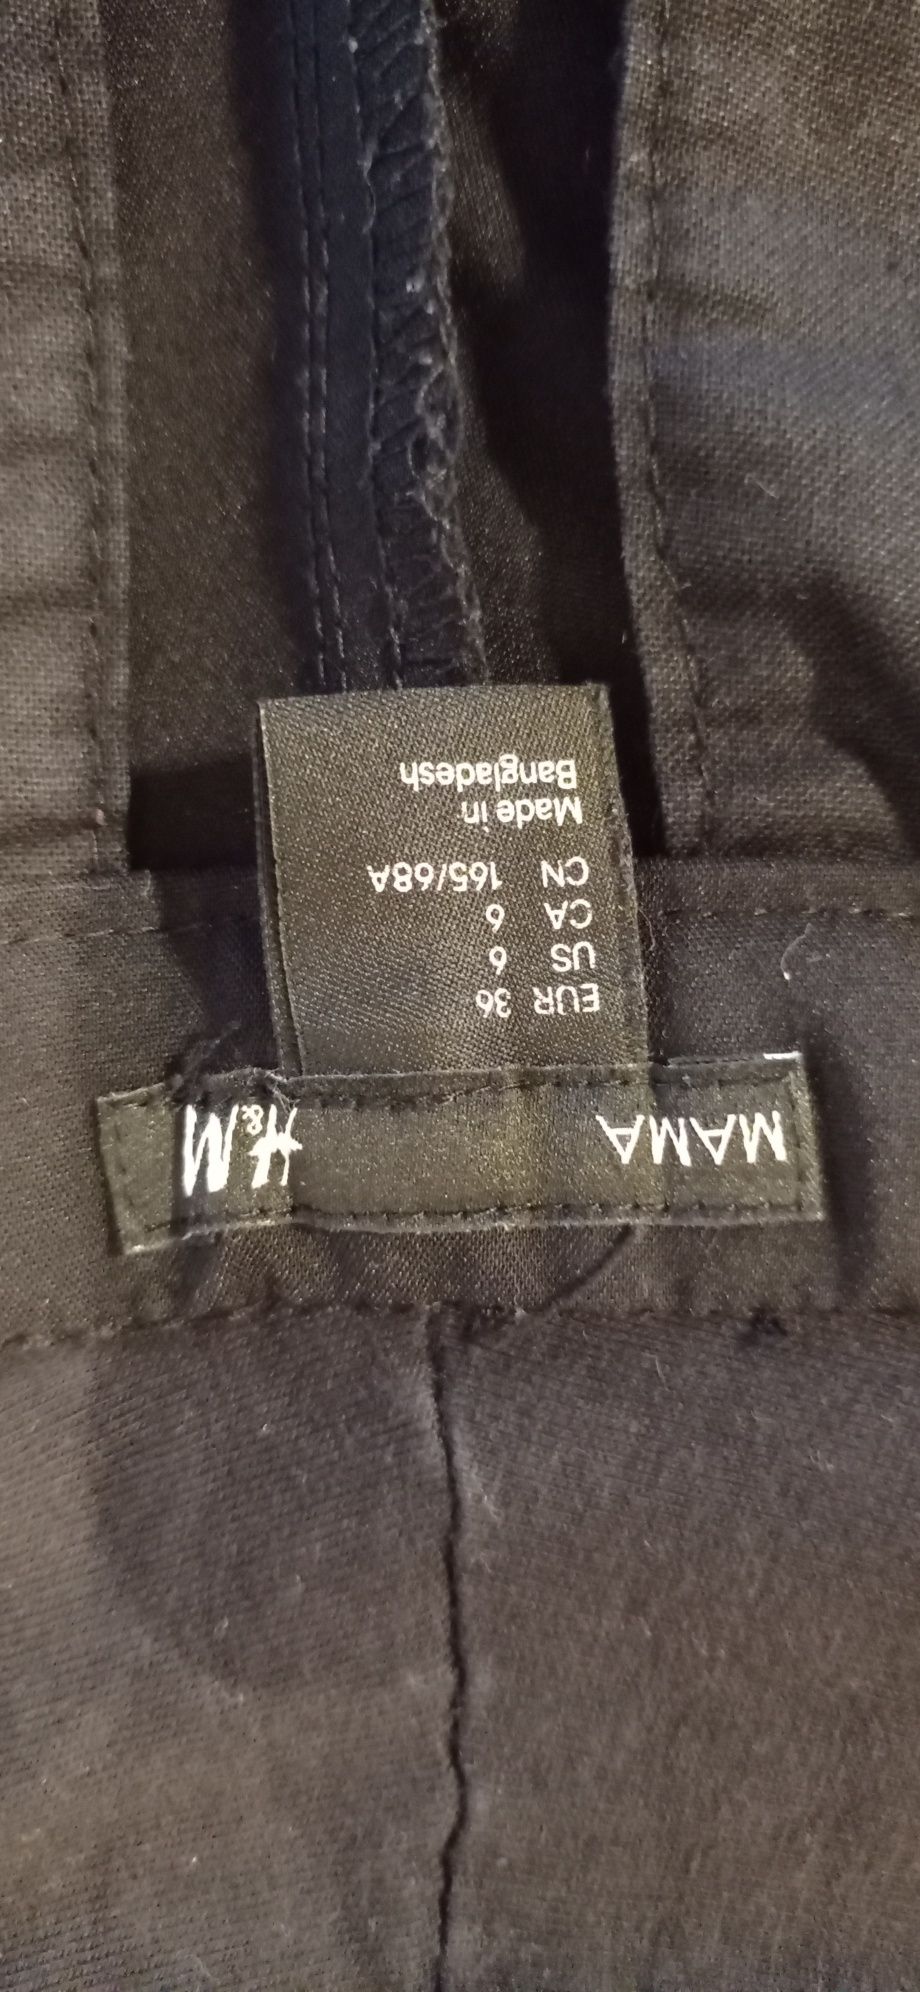 MAMA H&M
EUR 36
US 6
CA 6
CN 165/68A
Made in
Bangladesh